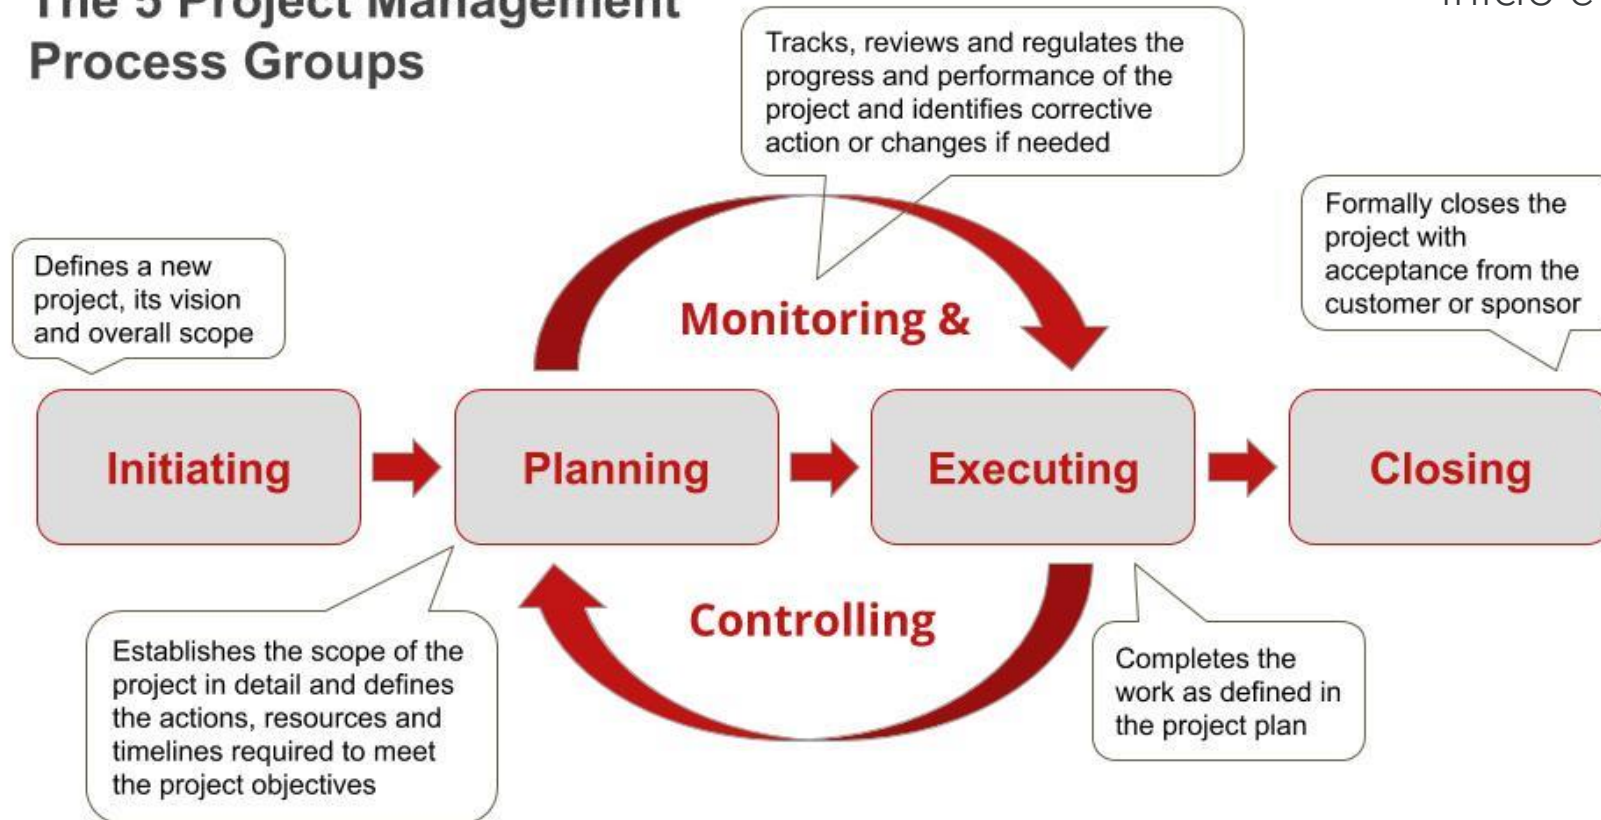 The 5 Project Management
Process Groups
Tracks, reviews and regulates the
progress and performance of the
project and identifies corrective
action or changes if needed
Formally closes the
project with
acceptance from the
customer or sponsor
Defines a new
project, its vision
and overall scope
Monitoring &
Initiating
Planning
Executing
Closing
Controlling
Establishes the scope of the
project in detail and defines
the actions, resources and
timelines required to meet
the project objectives
Completes the
work as defined in
the project plan